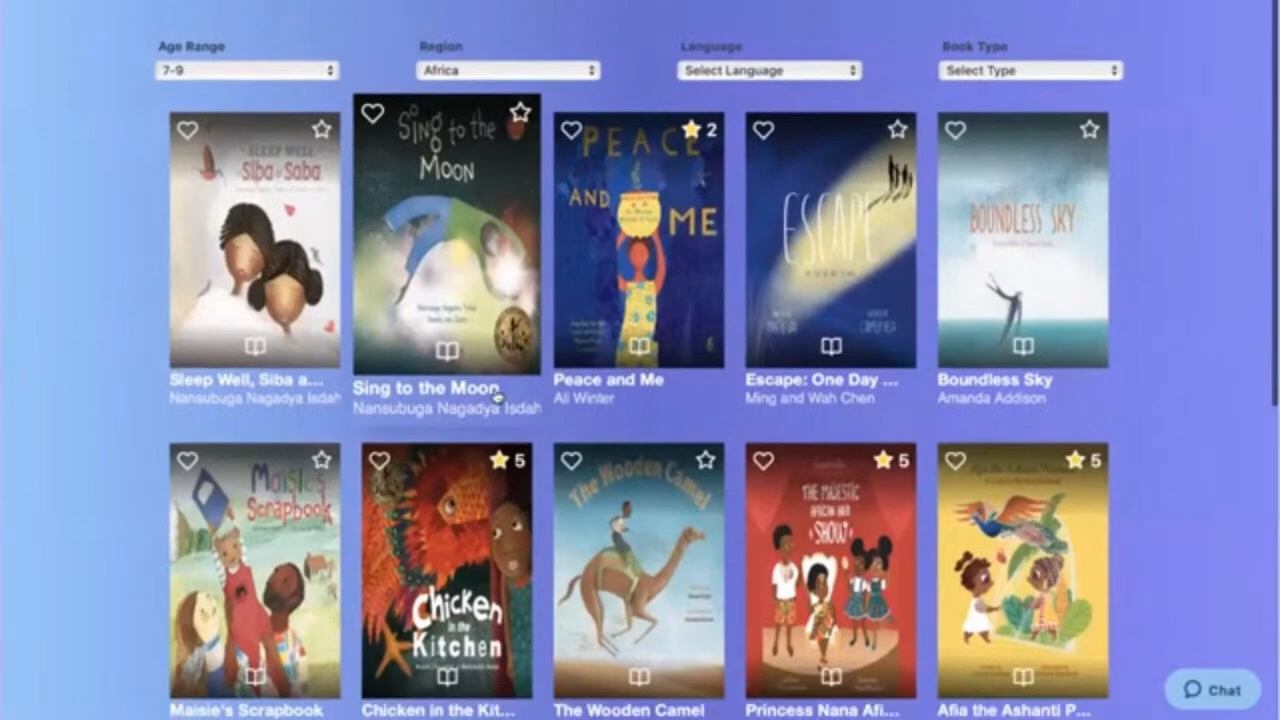 Age Range
Region
Language
Book Type
7-9
Africa
Select Language
Select Type
SLEEP WELL
Siba & Saba
Sing to the
MOON
2
PEACE
AND
ME
ESCAPE
BOUNDLESS SKY
Sleep Well, Siba a...
Nansubuga Nagadya Isdah
Sing to the Moon
Nansubuga Nagadya Isdah
Peace and Me
Ali Winter
Escape: One Day ...
Ming and Wah Chen
Boundless Sky
Amanda Addison
Maisie's
Scrapbook
5
Chicken
in the
Kitchen
The Wooden Camel
5
THE MAJESTIC
AFRICAN HAIR
SHOW
5
Maisie's Scrapbook
Chicken in the Kit...
The Wooden Camel
Princess Nana Afi...
Afia the Ashanti P...
Chat